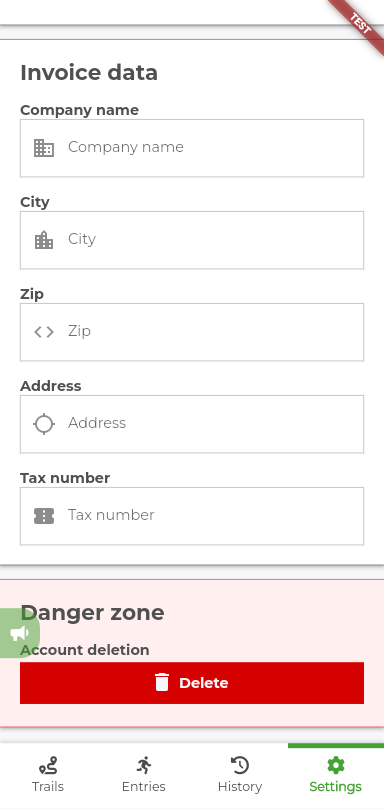 TEST
Invoice data
Company name
Company name
City
City
Zip
Zip
Address
Address
Tax number
Tax number
Danger zone
Account deletion
Delete
Trails
Entries
History
Settings